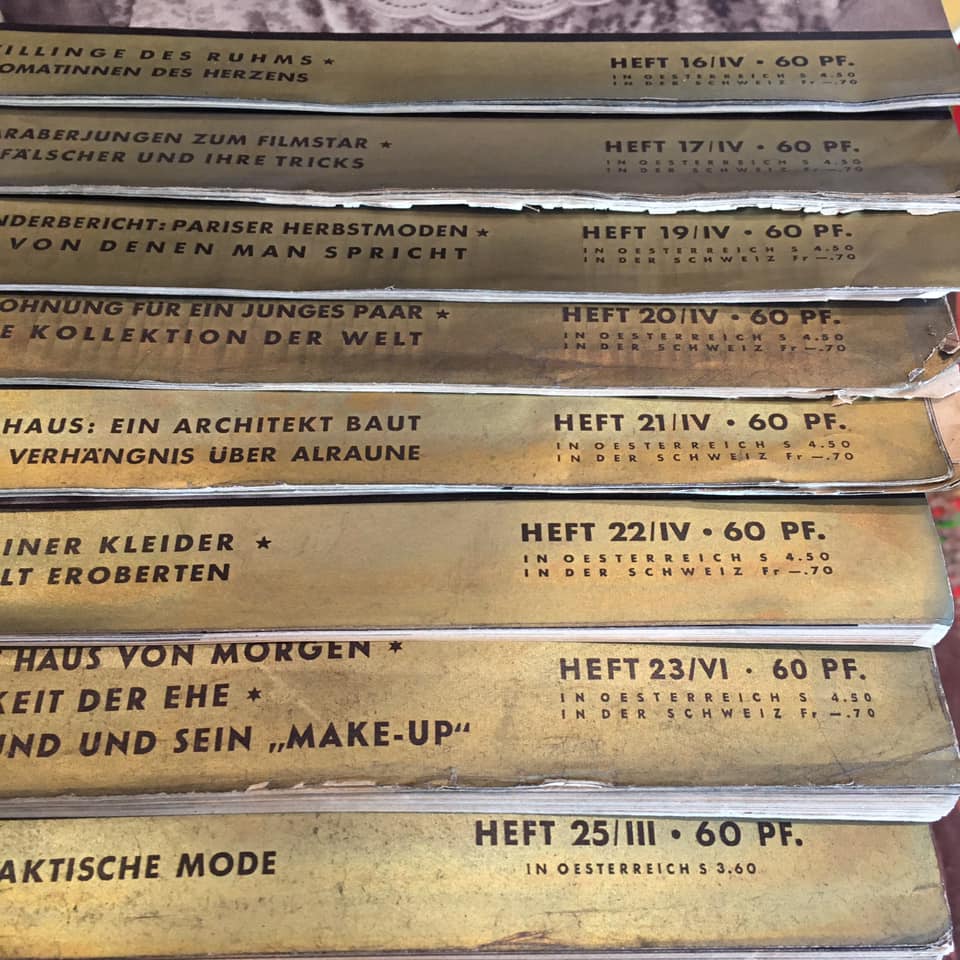 ILLINGE DES RUHMS ★
OMATINNEN DES HERZENS
HEFT 16/IV • 60 PF.
IN OESTERREICH S 4.50
IN DER SCHWEIZ Fr —.70
ARABERJUNGEN ZUM FILMSTAR ★
FÄLSCHER UND IHRE TRICKS
HEFT 17/IV • 60 PF.
IN OESTERREICH S 4.50
IN DER SCHWEIZ Fr —.70
NDERBERICHT: PARISER HERBSTMODEN ★
VON DENEN MAN SPRICHT
HEFT 19/IV • 60 PF.
IN OESTERREICH S 4.50
IN DER SCHWEIZ Fr —.70
OHNUNG FÜR EIN JUNGES PAAR ★
E KOLLEKTION DER WELT
HEFT 20/IV • 60 PF.
IN OESTERREICH S 4.50
IN DER SCHWEIZ Fr —.70
HAUS: EIN ARCHITEKT BAUT
VERHÄNGNIS ÜBER ALRAUNE
HEFT 21/IV • 60 PF.
IN OESTERREICH S 4.50
IN DER SCHWEIZ Fr —.70
INER KLEIDER ★
LT EROBERTEN
HEFT 22/IV • 60 PF.
IN OESTERREICH S 4.50
IN DER SCHWEIZ Fr —.70
HAUS VON MORGEN ★
KEIT DER EHE ★
UND UND SEIN „MAKE-UP“
HEFT 23/VI • 60 PF.
IN OESTERREICH S 4.50
IN DER SCHWEIZ Fr —.70
AKTISCHE MODE
HEFT 25/III • 60 PF.
IN OESTERREICH S 3.60